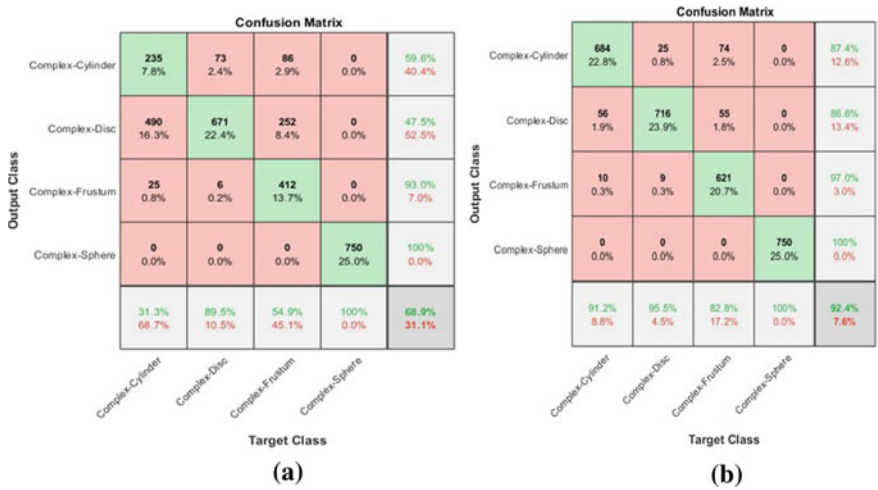 Confusion Matrix
Complex-Cylinder 235 73 86 0 59.6%
7.8% 2.4% 2.9% 0.0% 40.4%
Complex-Disc 490 671 252 0 47.5%
16.3% 22.4% 8.4% 0.0% 52.5%
Complex-Frustum 25 6 412 0 93.0%
0.8% 0.2% 13.7% 0.0% 7.0%
Complex-Sphere 0 0 0 750 100%
0.0% 0.0% 0.0% 25.0% 0.0%
31.3% 89.5% 54.9% 100% 68.9%
68.7% 10.5% 45.1% 0.0% 31.1%
Output Class
Complex-Cylinder Complex-Disc Complex-Frustum Complex-Sphere
Target Class
(a)
Confusion Matrix
Complex-Cylinder 684 25 74 0 87.4%
22.8% 0.8% 2.5% 0.0% 12.6%
Complex-Disc 56 716 55 0 86.6%
1.9% 23.9% 1.8% 0.0% 13.4%
Complex-Frustum 10 9 621 0 97.0%
0.3% 0.3% 20.7% 0.0% 3.0%
Complex-Sphere 0 0 0 750 100%
0.0% 0.0% 0.0% 25.0% 0.0%
91.2% 95.5% 82.8% 100% 92.4%
8.8% 4.5% 17.2% 0.0% 7.6%
Output Class
Complex-Cylinder Complex-Disc Complex-Frustum Complex-Sphere
Target Class
(b)